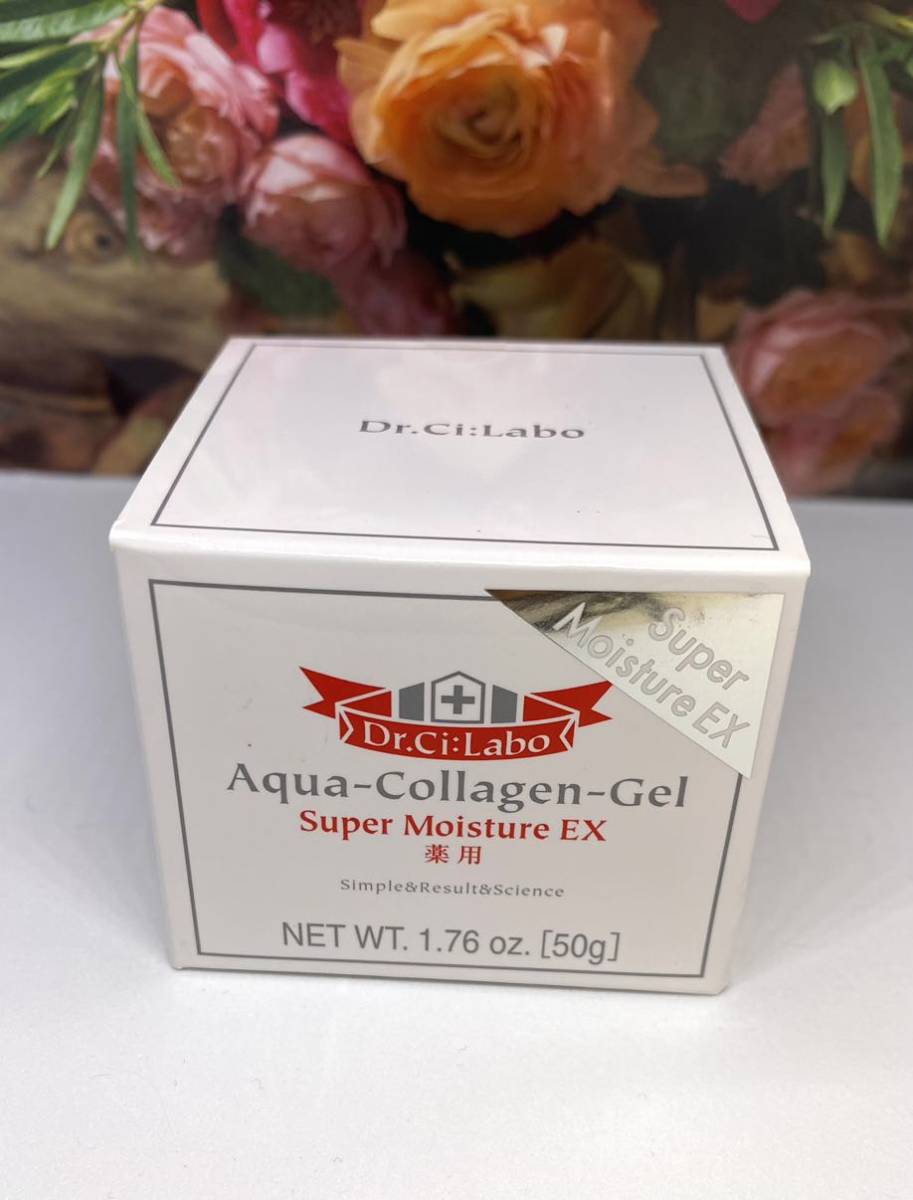 Dr.Ci:Labo
Super
Moisture EX
Dr.Ci:Labo
Aqua-Collagen-Gel
Super Moisture EX
薬用
Simple&Result&Science
NET WT. 1.76 oz. [50g]